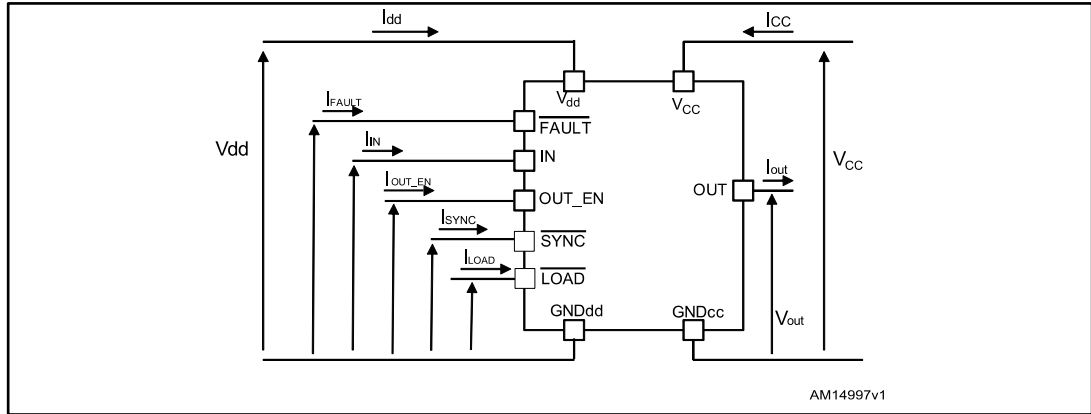 Idd
ICC
Vdd
VCC
IFAULT
FAULT
IIN
IN
Vdd
VCC
Iout
OUT
IOUT_EN
OUT_EN
ISYNC
SYNC
ILOAD
LOAD
GNDdd
GNDcc
Vout
AM14997v1